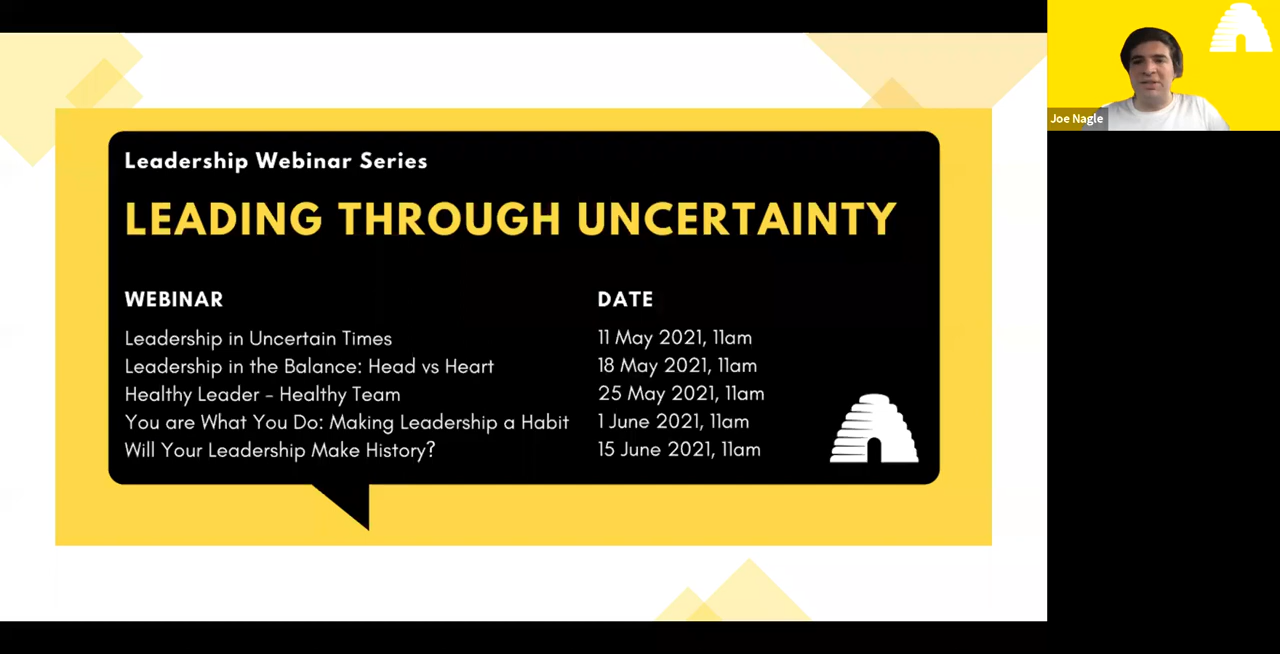 Leadership Webinar Series
LEADING THROUGH UNCERTAINTY
WEBINAR DATE
Leadership in Uncertain Times 11 May 2021, 11am
Leadership in the Balance: Head vs Heart 18 May 2021, 11am
Healthy Leader - Healthy Team 25 May 2021, 11am
You are What You Do: Making Leadership a Habit 1 June 2021, 11am
Will Your Leadership Make History? 15 June 2021, 11am
Joe Nagle